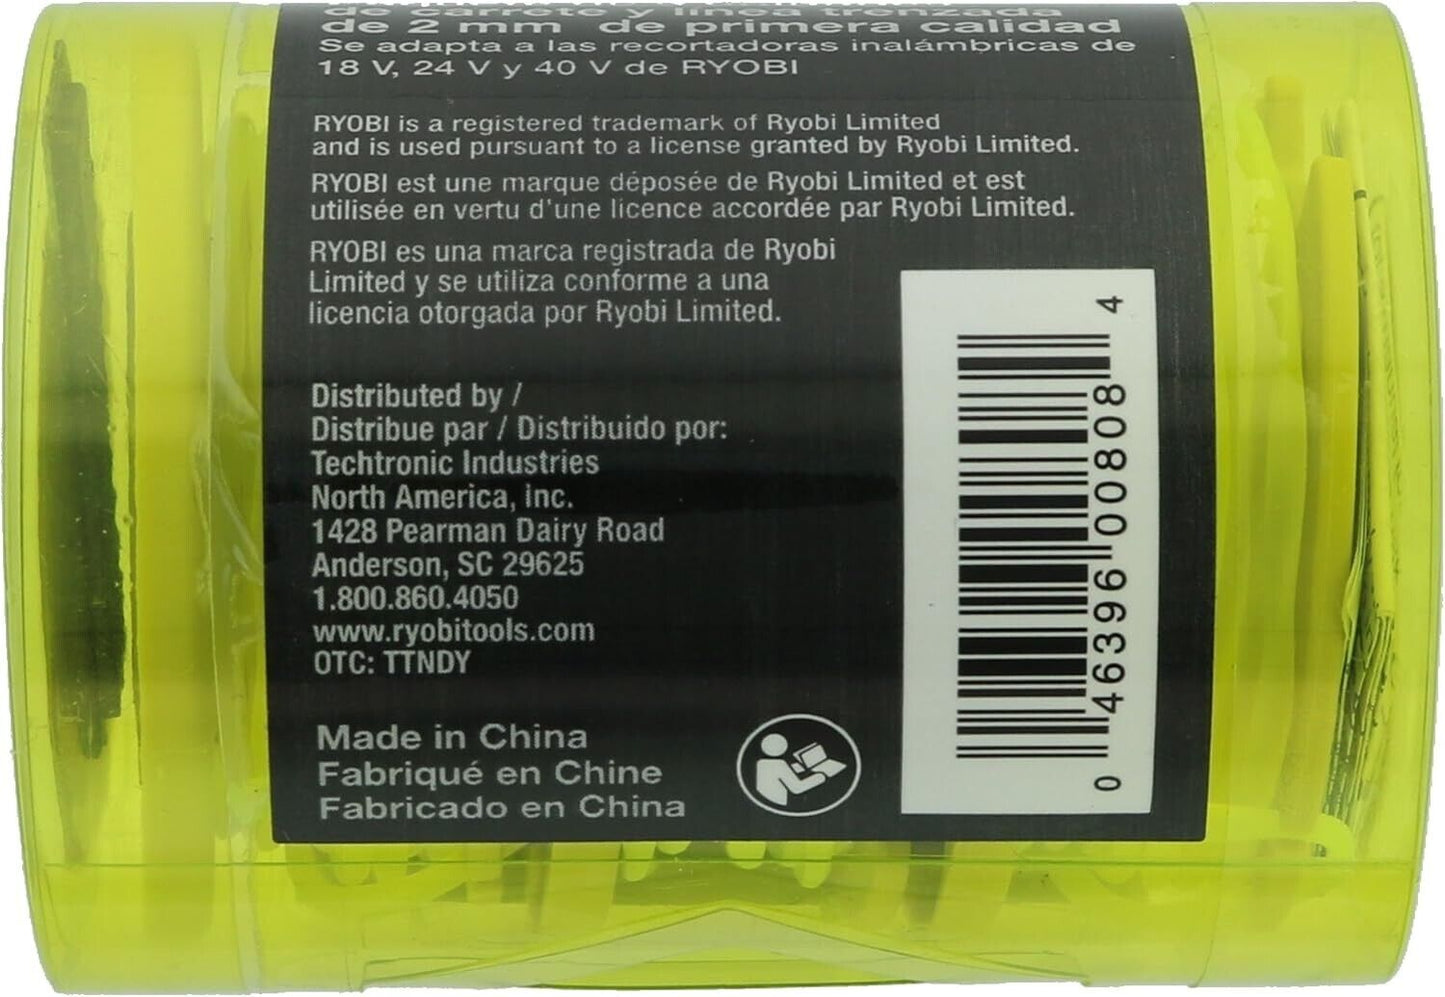 de carrete y línea trenzada
de 2 mm de primera calidad
Se adapta a las recortadoras inalámbricas de
18 V, 24 V y 40 V de RYOBI
RYOBI is a registered trademark of Ryobi Limited
and is used pursuant to a license granted by Ryobi Limited.
RYOBI est une marque déposée de Ryobi Limited et est
utilisée en vertu d'une licence accordée par Ryobi Limited.
RYOBI es una marca registrada de Ryobi
Limited y se utiliza conforme a una
licencia otorgada por Ryobi Limited.
Distributed by /
Distribue par / Distribuido por:
Techtronic Industries
North America, Inc.
1428 Pearman Dairy Road
Anderson, SC 29625
1.800.860.4050
www.ryobitools.com
OTC: TTNDY
Made in China
Fabriqué en Chine
Fabricado en China
0 46396 00808 4